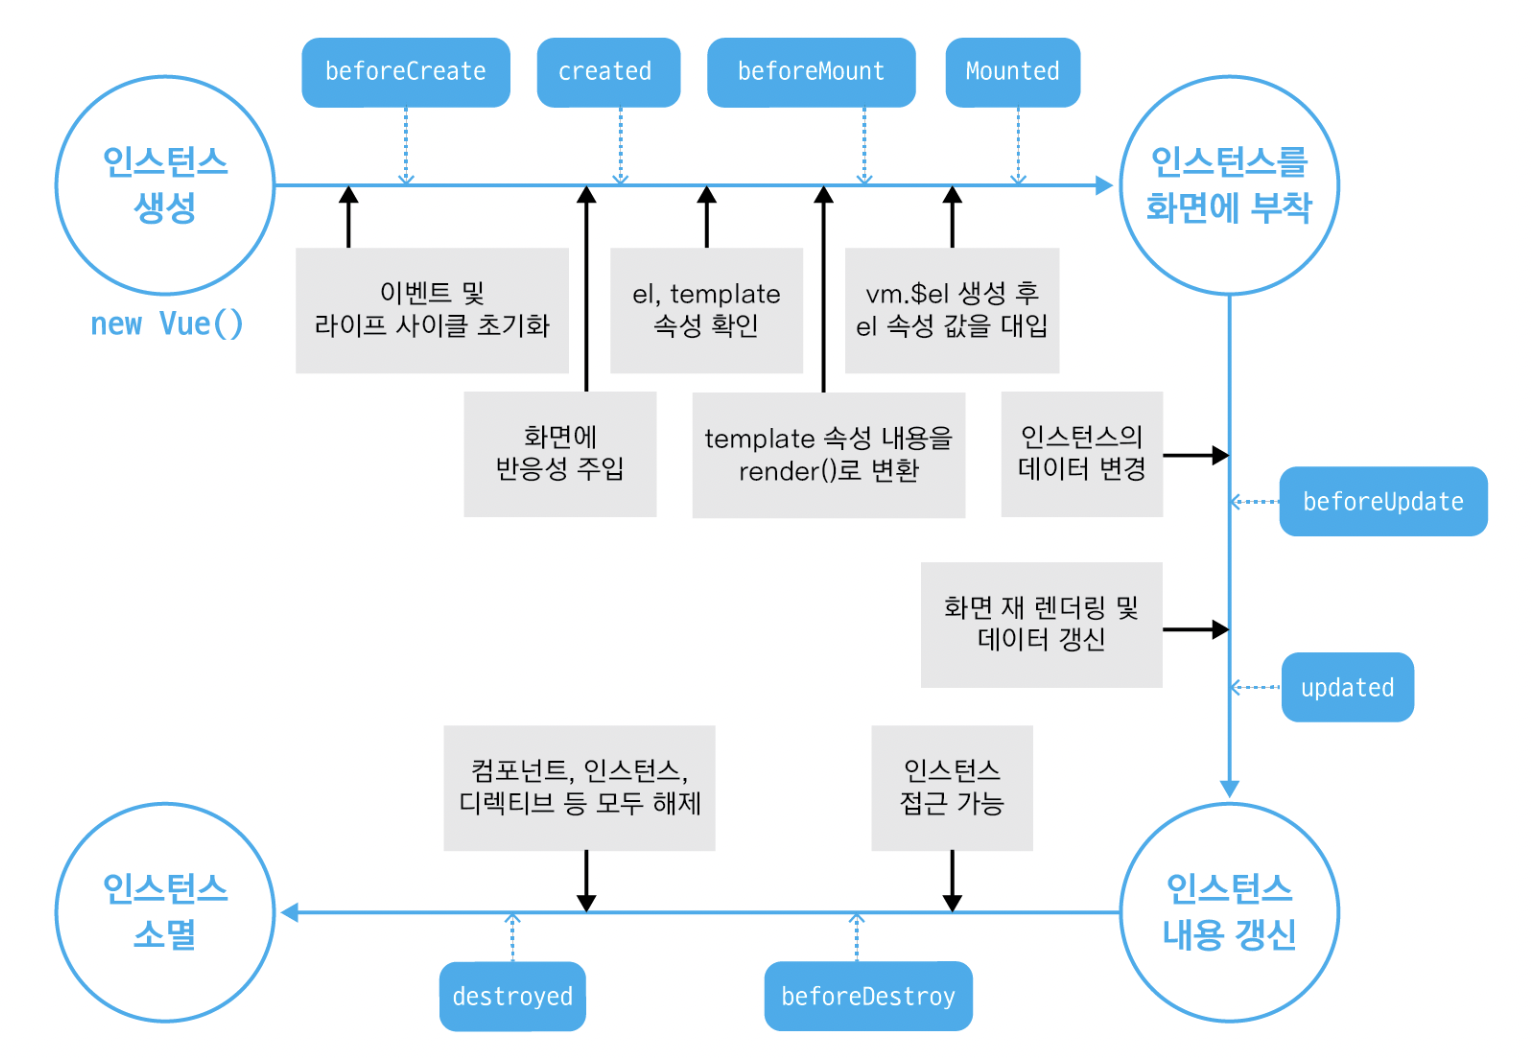 beforeCreate
created
beforeMount
Mounted
인스턴스
생성
new Vue()
인스턴스를
화면에 부착
이벤트 및
라이프 사이클 초기화
el, template
속성 확인
vm.$el 생성 후
el 속성 값을 대입
화면에
반응성 주입
template 속성 내용을
render()로 변환
인스턴스의
데이터 변경
beforeUpdate
화면 재 렌더링 및
데이터 갱신
updated
컴포넌트, 인스턴스,
디렉티브 등 모두 해제
인스턴스
접근 가능
인스턴스
소멸
인스턴스
내용 갱신
destroyed
beforeDestroy